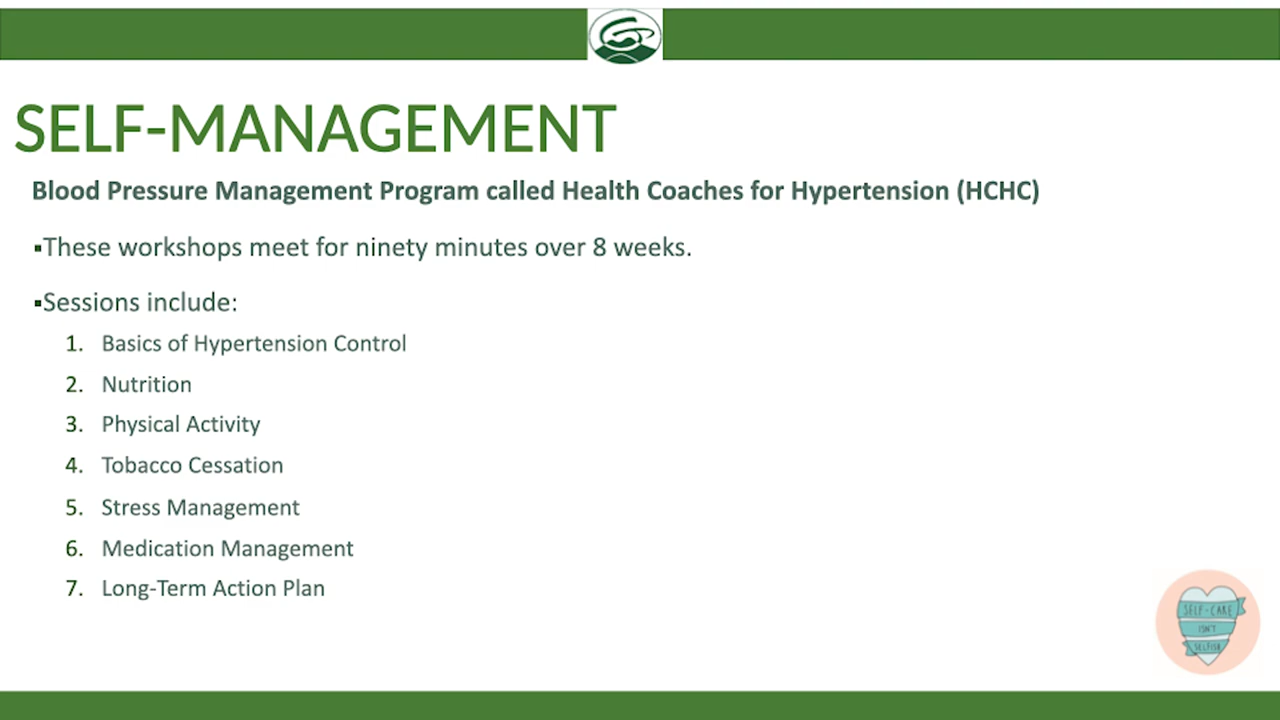 SELF-MANAGEMENT
Blood Pressure Management Program called Health Coaches for Hypertension (HCHC)
▪These workshops meet for ninety minutes over 8 weeks.
▪Sessions include:
1. Basics of Hypertension Control
2. Nutrition
3. Physical Activity
4. Tobacco Cessation
5. Stress Management
6. Medication Management
7. Long-Term Action Plan
SELF-CARE
ISN'T
SELFISH